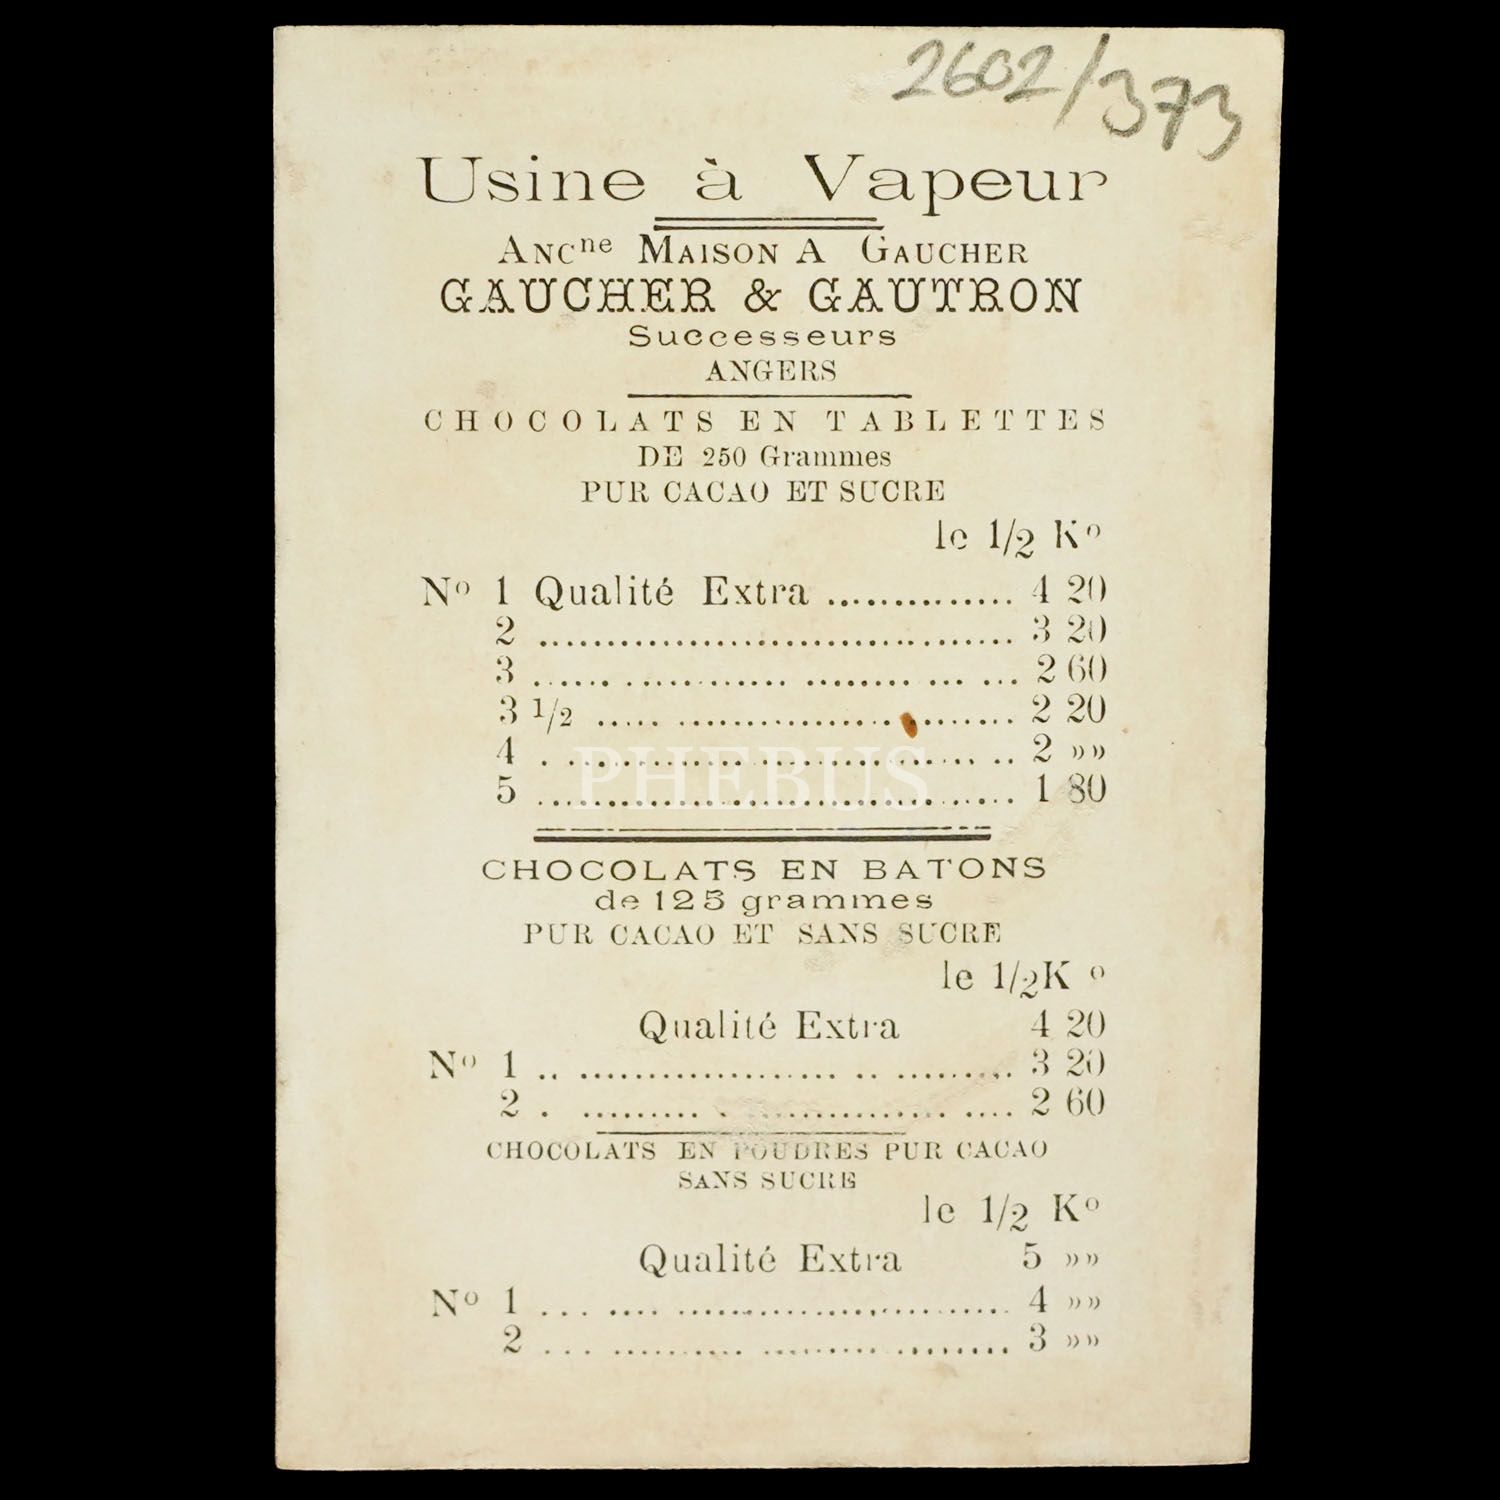 2602/373
Usine à Vapeur
ANCne MAISON A GAUCHER
GAUCHER & GAUTRON
Successeurs
ANGERS
CHOCOLATS EN TABLETTES
DE 250 Grammes
PUR CACAO ET SUCRE
le 1/2 Ko
No 1 Qualité Extra .............. 4 20
2 .................................... 3 20
3 ...... ............ ........ ... ... 2 60
3 1/2 ..... ......................... 2 20
4 . ............................ .. 2 »»
PHEBUS
5 .................................... 1 80
CHOCOLATS EN BATONS
de 125 grammes
PUR CACAO ET SANS SUCRE
le 1/2 Ko
Qualité Extra 4 20
No 1 .. ................... .. ......... 3 20
2 . ......... . .............. .... 2 60
CHOCOLATS EN POUDRES PUR CACAO
SANS SUCRE
le 1/2 Ko
Qualité Extra 5 »»
No 1 ... .... ......................... 4 »»
2 ... .......... ......... ........ 3 »»